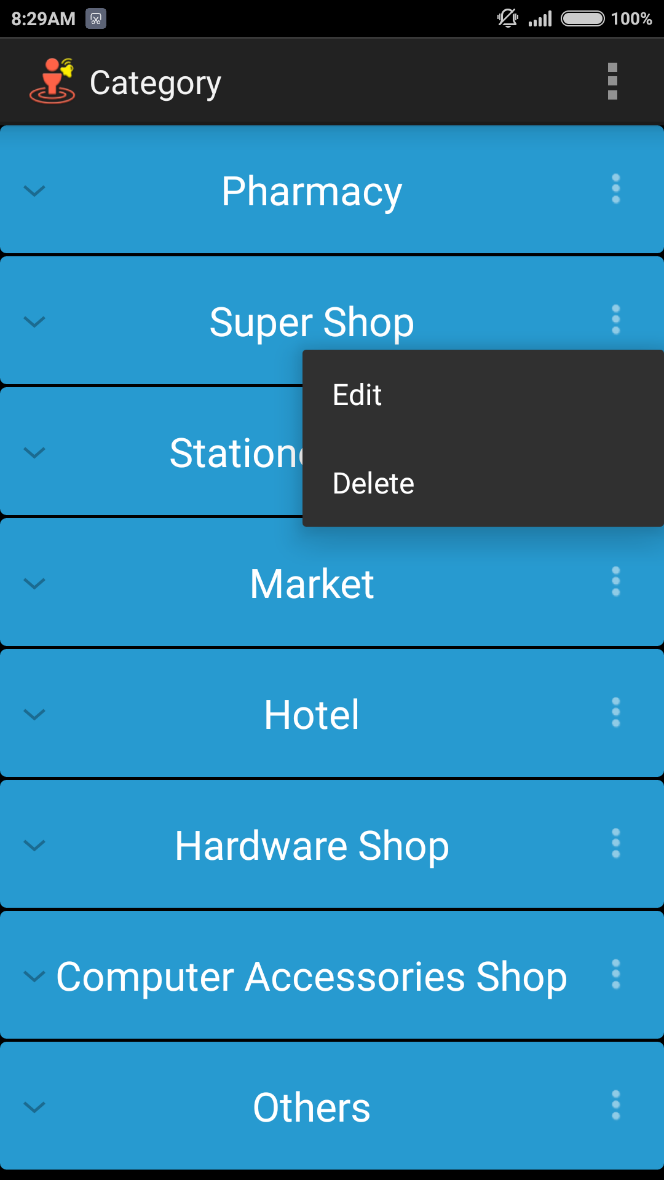 8:29AM 100%
Category
Pharmacy
Super Shop
Edit
Delete
Market
Hotel
Hardware Shop
Computer Accessories Shop
Others